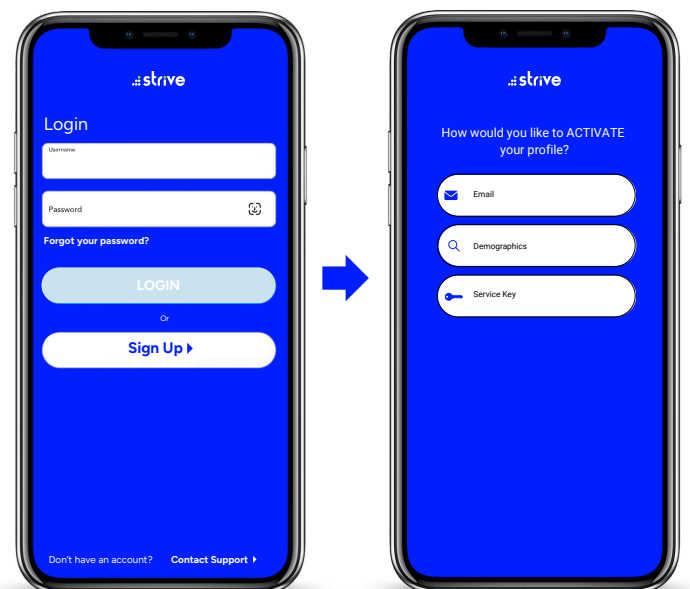 strive
Login
Username
Password
Forgot your password?
LOGIN
Or
Sign Up
Don't have an account? Contact Support
strive
How would you like to ACTIVATE
your profile?
Email
Demographics
Service Key